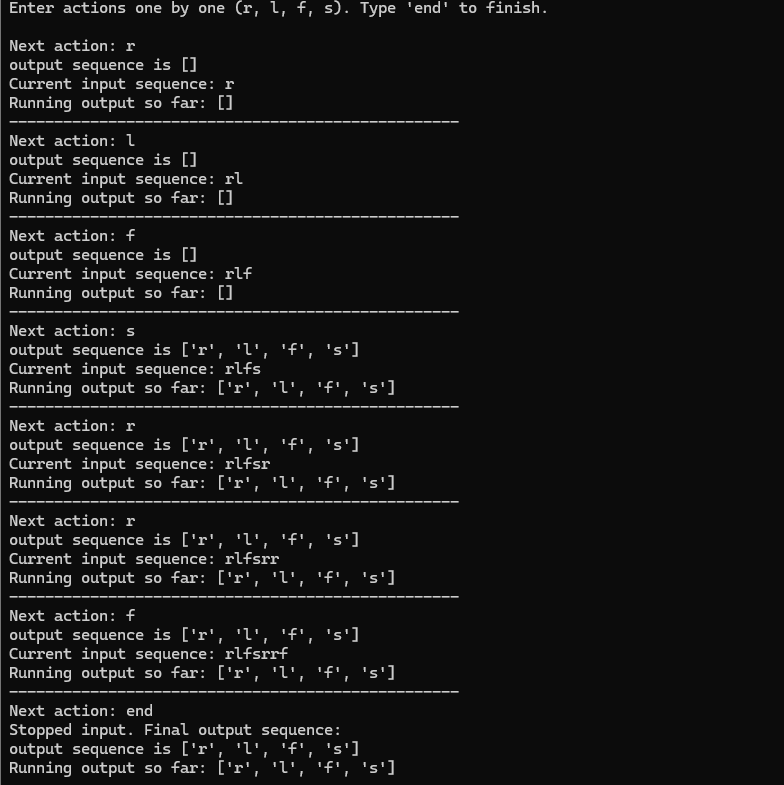 Enter actions one by one (r, l, f, s). Type 'end' to finish.
Next action: r
output sequence is []
Current input sequence: r
Running output so far: []
--------------------------------------------------
Next action: l
output sequence is []
Current input sequence: rl
Running output so far: []
--------------------------------------------------
Next action: f
output sequence is []
Current input sequence: rlf
Running output so far: []
--------------------------------------------------
Next action: s
output sequence is ['r', 'l', 'f', 's']
Current input sequence: rlfs
Running output so far: ['r', 'l', 'f', 's']
--------------------------------------------------
Next action: r
output sequence is ['r', 'l', 'f', 's']
Current input sequence: rlfsr
Running output so far: ['r', 'l', 'f', 's']
--------------------------------------------------
Next action: r
output sequence is ['r', 'l', 'f', 's']
Current input sequence: rlfsrr
Running output so far: ['r', 'l', 'f', 's']
--------------------------------------------------
Next action: f
output sequence is ['r', 'l', 'f', 's']
Current input sequence: rlfsrrf
Running output so far: ['r', 'l', 'f', 's']
--------------------------------------------------
Next action: end
Stopped input. Final output sequence:
output sequence is ['r', 'l', 'f', 's']
Running output so far: ['r', 'l', 'f', 's']